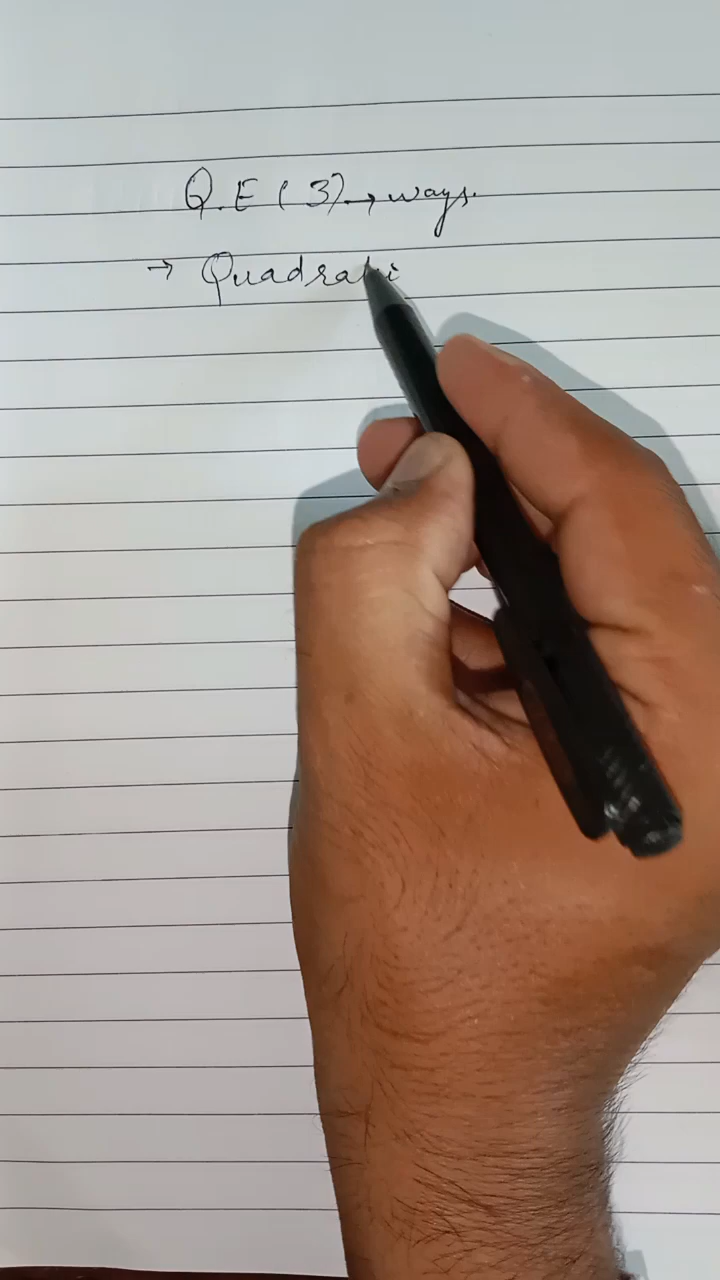 Q.E (3) → ways.
→ Quadrati